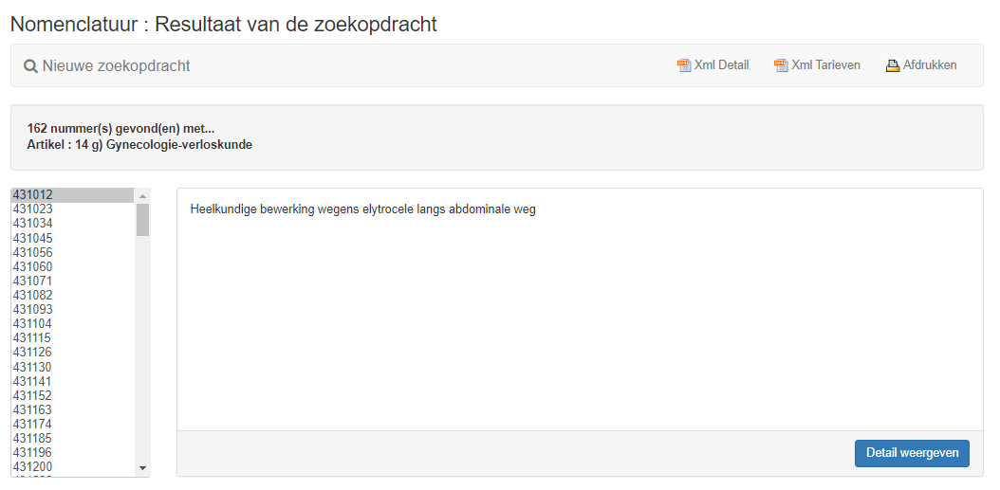 Nomenclatuur : Resultaat van de zoekopdracht
Nieuwe zoekopdracht
Xml Detail
Xml Tarieven
Afdrukken
162 nummer(s) gevond(en) met...
Artikel : 14 g) Gynecologie-verloskunde
431012
431023
431034
431045
431056
431060
431071
431082
431093
431104
431115
431126
431130
431141
431152
431163
431174
431185
431196
431200
Heelkundige bewerking wegens elytrocele langs abdominale weg
Detail weergeven